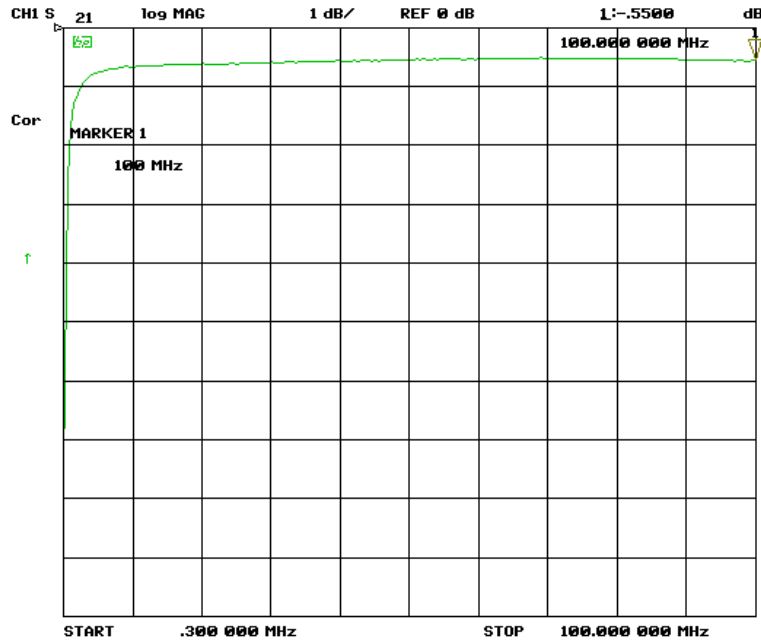 CH1 S 21 log MAG 1 dB/ REF 0 dB 1:-.5500 dB
1
100.000 000 MHz
Cor
MARKER 1
100 MHz
↑
START .300 000 MHz STOP 100.000 000 MHz